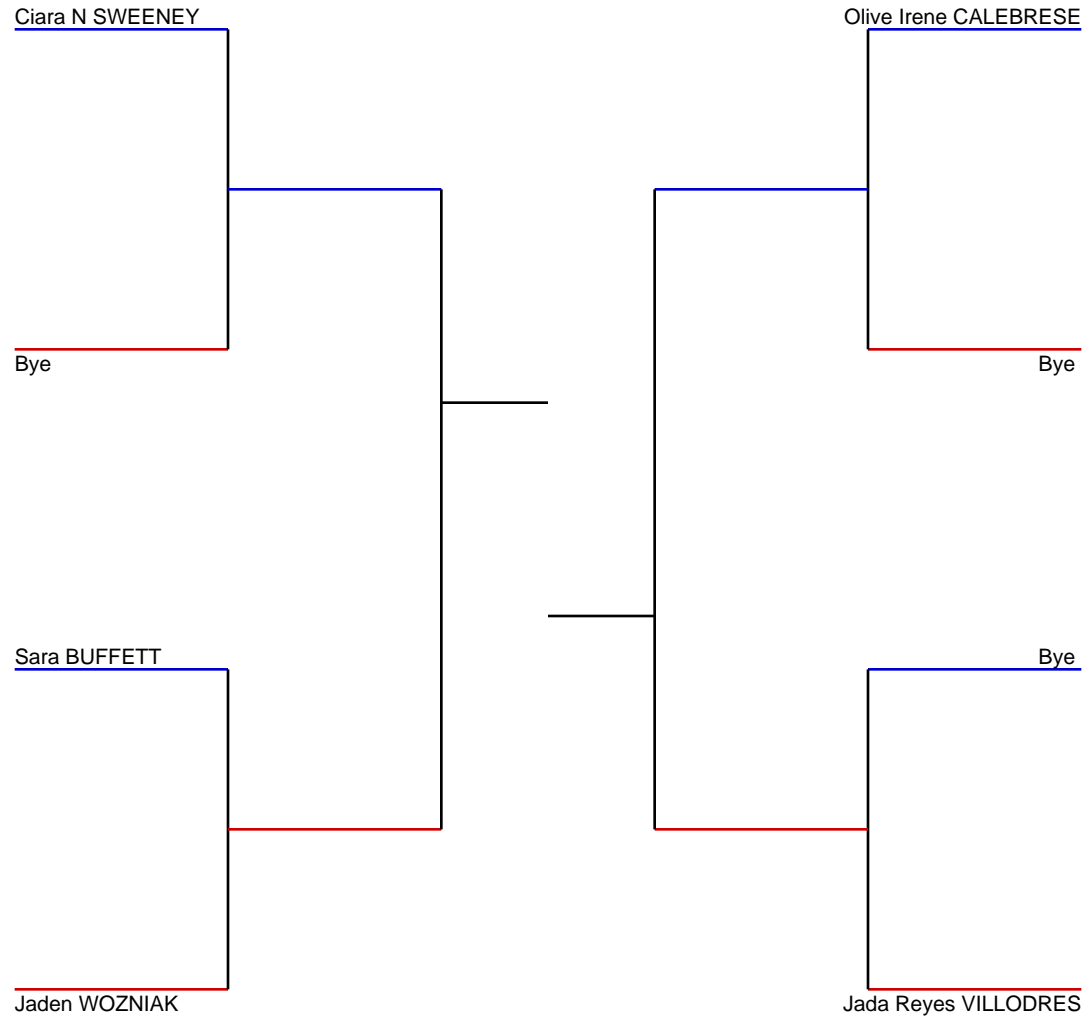 Ciara N SWEENEY
Olive Irene CALEBRESE
Bye
Bye
Sara BUFFETT
Bye
Jaden WOZNIAK
Jada Reyes VILLODRES